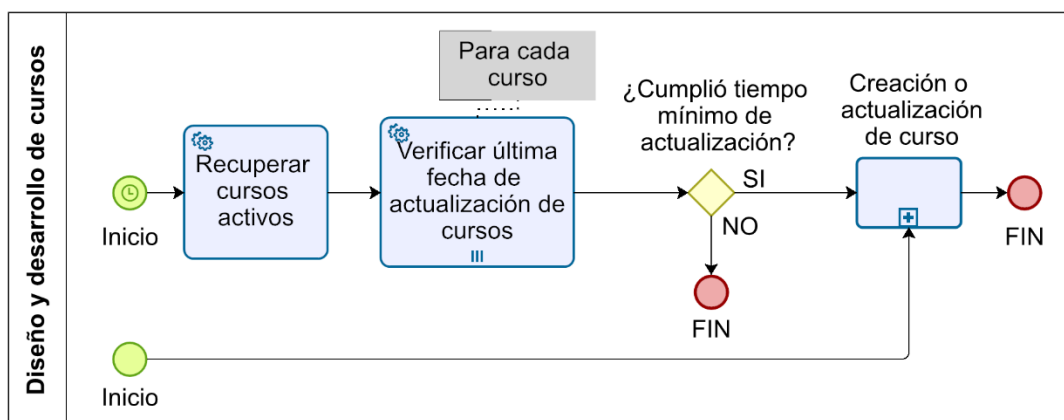 Diseño y desarrollo de cursos
Para cada
curso
¿Cumplió tiempo
mínimo de
actualización?
Creación o
actualización
de curso
Recuperar
cursos
activos
Verificar última
fecha de
actualización de
cursos
SI
NO
Inicio
FIN
FIN
Inicio